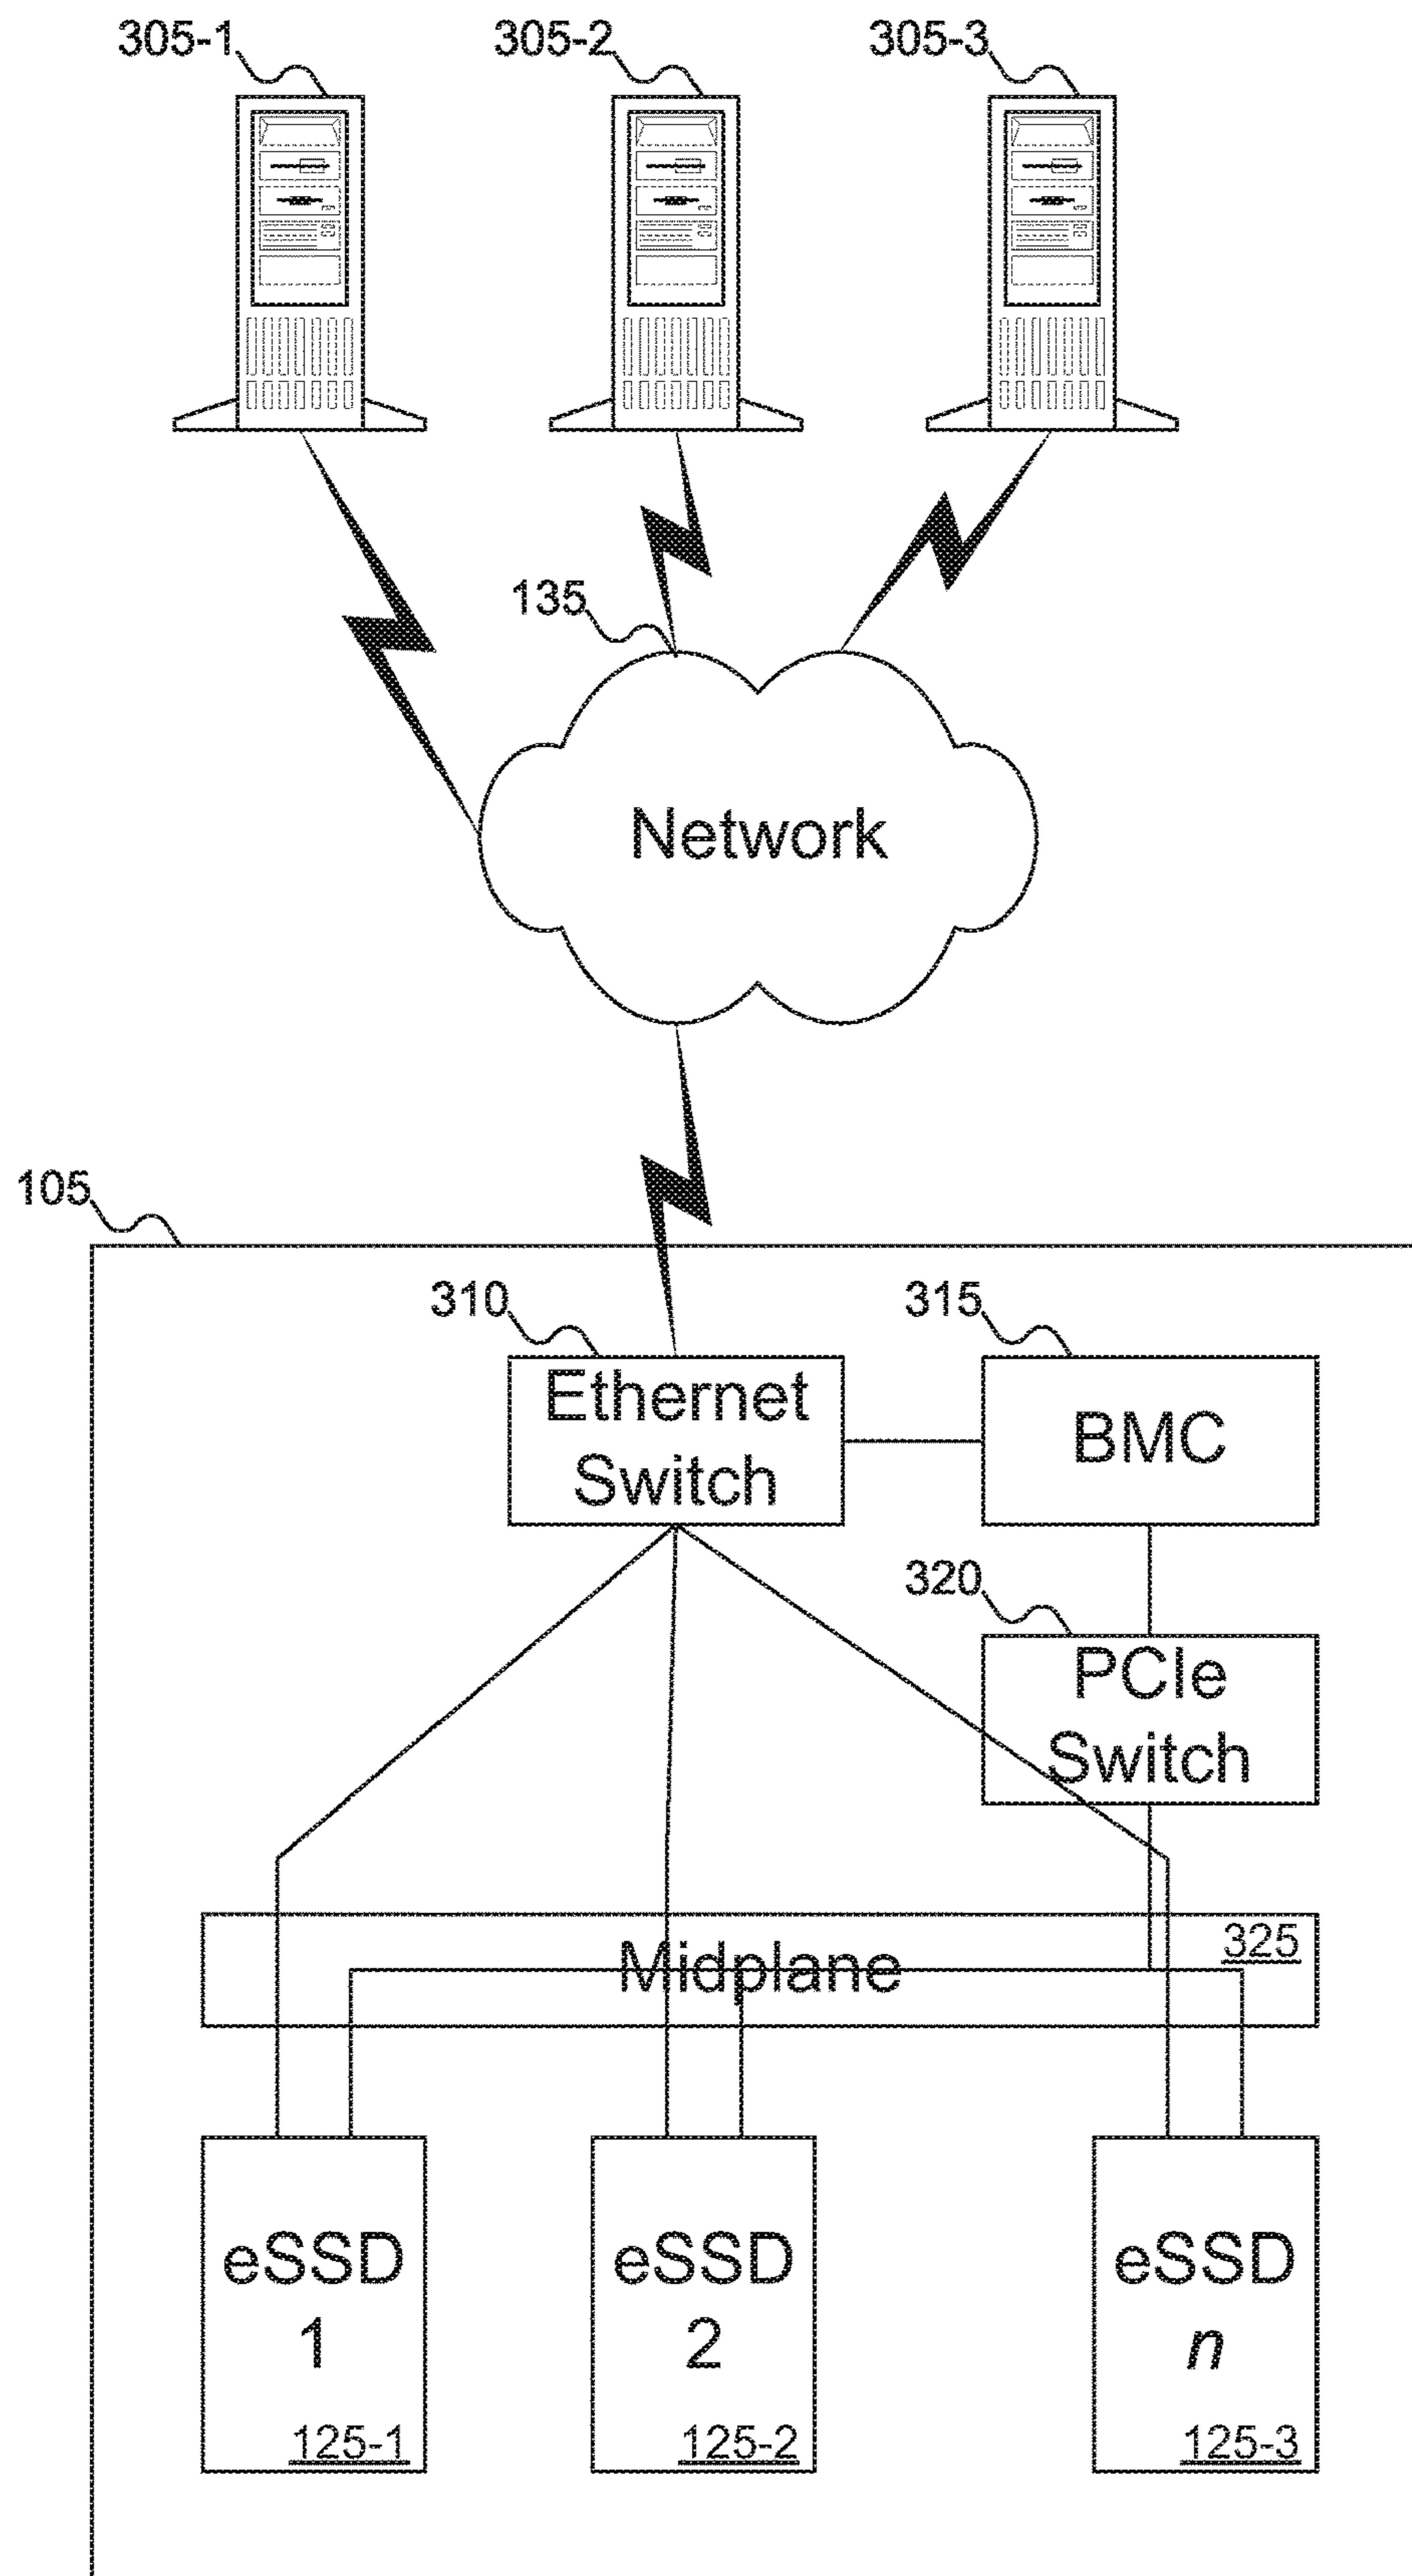 305-1
305-2
305-3
135
Network
105
310
315
Ethernet
Switch
BMC
320
PCIe
Switch
325
Midplane
eSSD
1
125-1
eSSD
2
125-2
eSSD
n
125-3